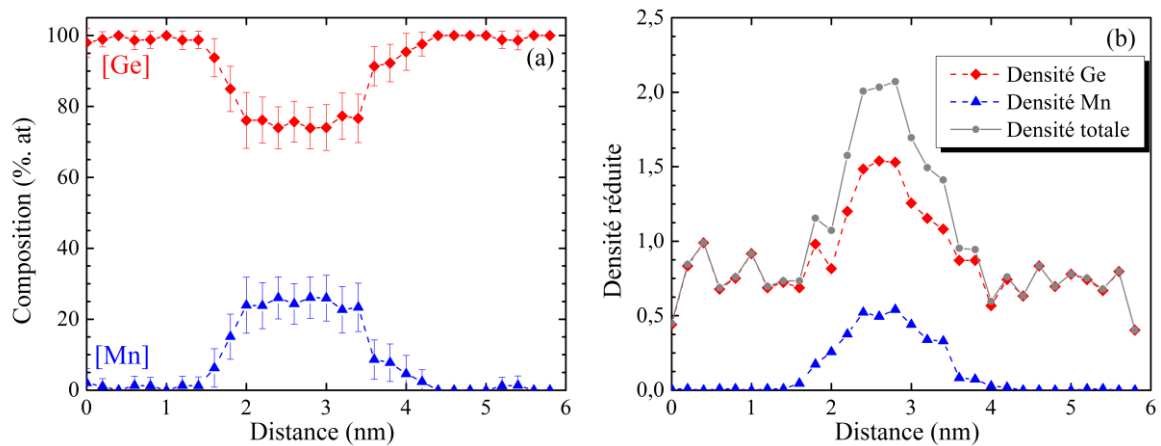 100
80
60
40
20
0
Composition (%. at)
[Ge]
(a)
[Mn]
0 1 2 3 4 5 6
Distance (nm)
2,5
2,0
1,5
1,0
0,5
0,0
Densité réduite
(b)
Densité Ge
Densité Mn
Densité totale
0 1 2 3 4 5 6
Distance (nm)